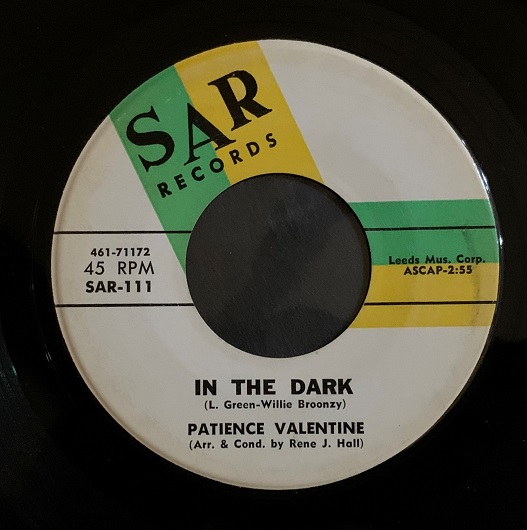 SAR
RECORDS
461-71172
45 RPM
SAR-111
Leeds Mus. Corp.
ASCAP-2:55
IN THE DARK
(L. Green-Willie Broonzy)
PATIENCE VALENTINE
(Arr. & Cond. by Rene J. Hall)